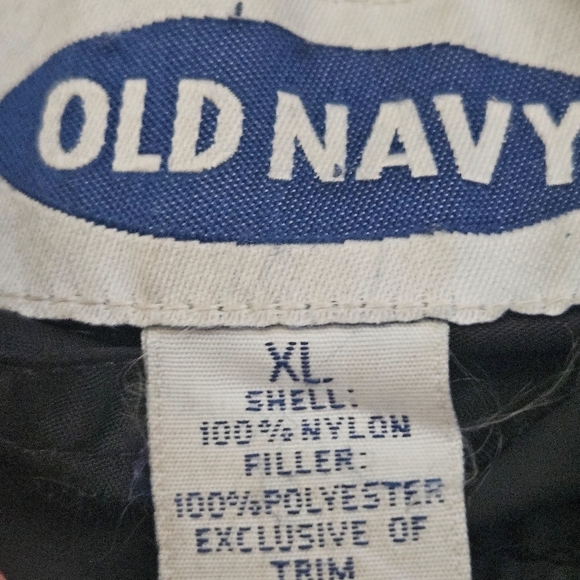 OLD NAVY
XL
SHELL:
100% NYLON
FILLER:
100% POLYESTER
EXCLUSIVE OF
TRIM